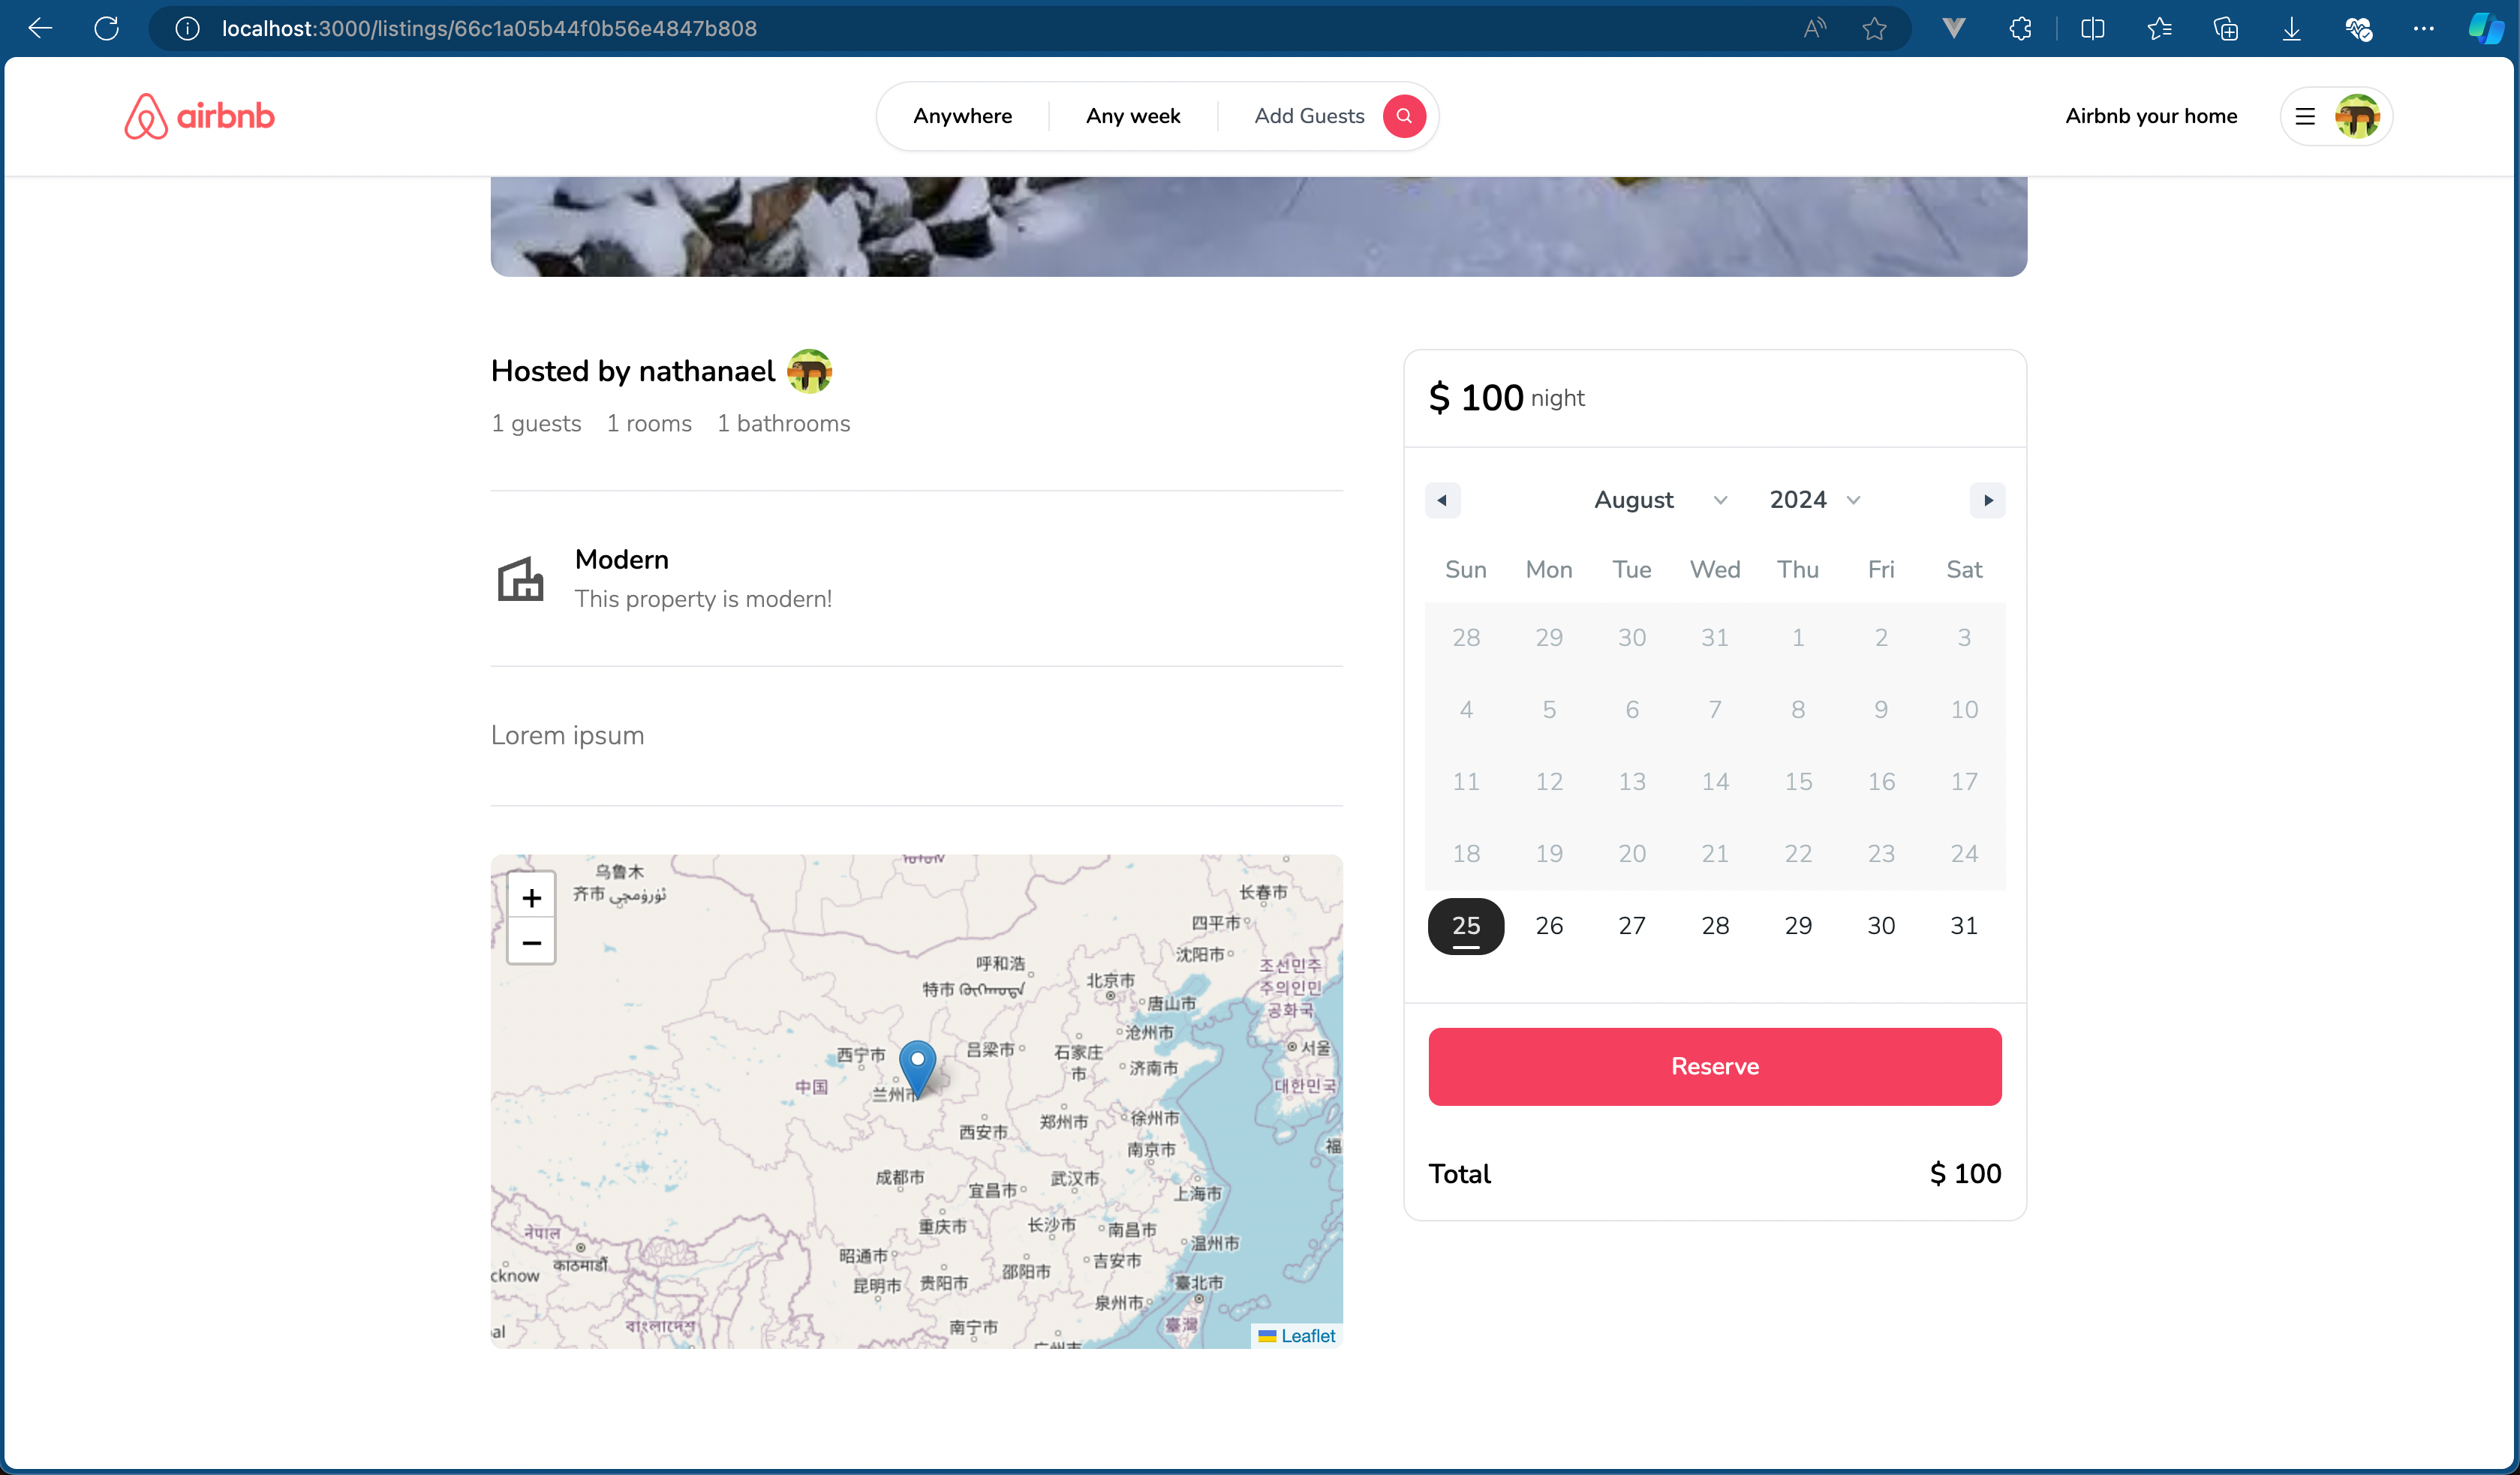 localhost:3000/listings/66c1a05b44f0b56e4847b808
airbnb
Anywhere
Any week
Add Guests
Airbnb your home
Hosted by nathanael
1 guests 1 rooms 1 bathrooms
Modern
This property is modern!
Lorem ipsum
$ 100 night
August 2024
Sun Mon Tue Wed Thu Fri Sat
28 29 30 31 1 2 3
4 5 6 7 8 9 10
11 12 13 14 15 16 17
18 19 20 21 22 23 24
25 26 27 28 29 30 31
Reserve
Total $ 100
+
−
乌鲁木
齐市 ئۈرۈمچى
长春市
四平市
沈阳市
呼和浩
特市
北京市
唐山市
조선민주
주의인민
공화국
沧州市
西宁市
吕梁市
石家庄
市
济南市
서울
中国
兰州市
대한민국
郑州市
徐州市
西安市
南京市
福
成都市
宜昌市
武汉市
上海市
重庆市
长沙市
南昌市
温州市
नेपाल
काठमाडौं
cknow
昭通市
昆明市
贵阳市
邵阳市
吉安市
臺北市
泉州市
al
বাংলাদেশ
南宁市
臺灣
广州市
Leaflet